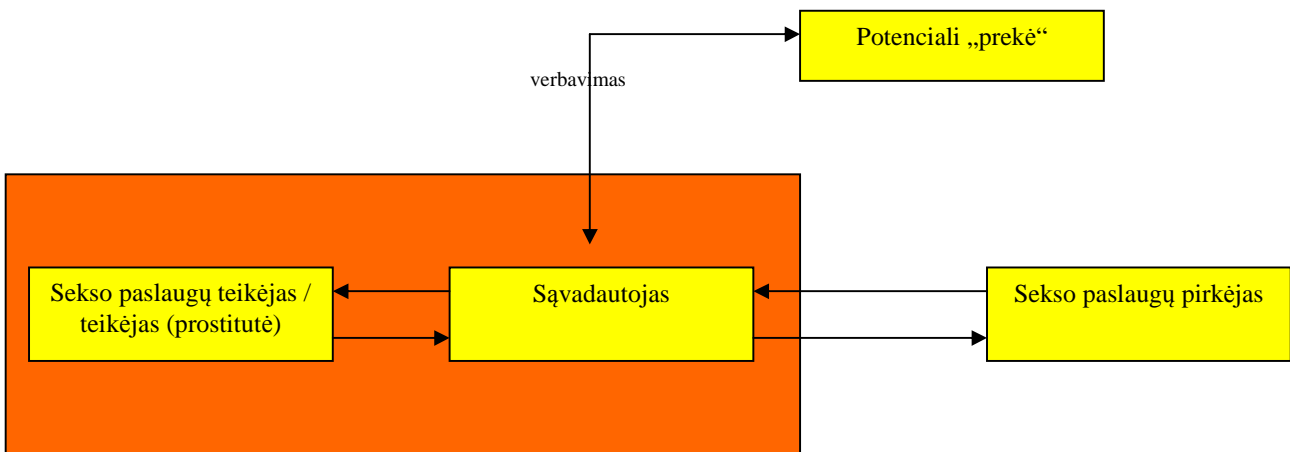 Potenciali „prekė“
verbavimas
Sekso paslaugų teikėjas /
teikėjas (prostitutė)
Sąvadautojas
Sekso paslaugų pirkėjas